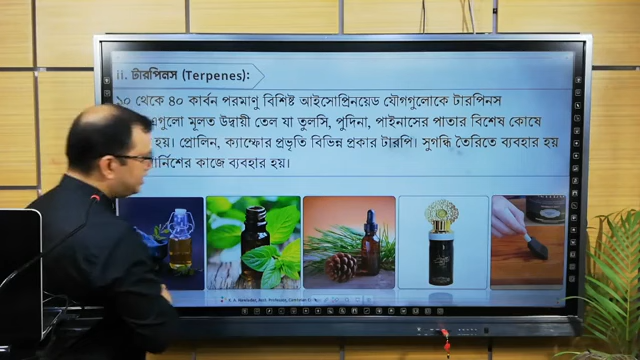 ii. টারপিনস (Terpenes):
১০ থেকে ৪০ কার্বন পরমাণু বিশিষ্ট আইসোপ্রিনয়েড যৌগগুলোকে টারপিনস
এগুলো মূলত উদ্বায়ী তেল যা তুলসি, পুদিনা, পাইনাসের পাতার বিশেষ কোষে
হয়। প্রোলিন, ক্যাম্ফোর প্রভৃতি বিভিন্ন প্রকার টারপি। সুগন্ধি তৈরিতে ব্যবহার হয়
র্নিশের কাজে ব্যবহার হয়।